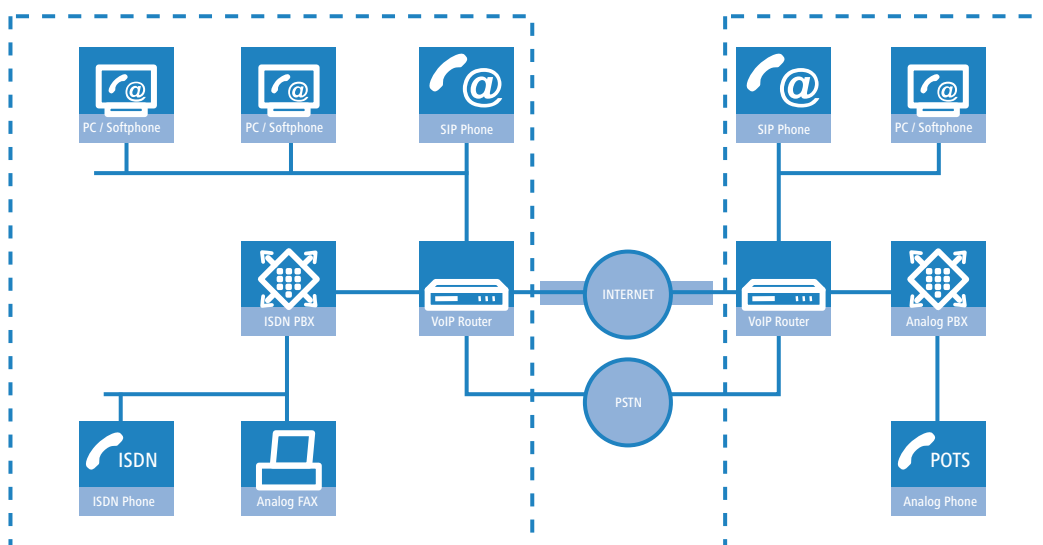 @
PC / Softphone
@
PC / Softphone
@
SIP Phone
@
SIP Phone
@
PC / Softphone
ISDN PBX
VoIP Router
INTERNET
VoIP Router
Analog PBX
PSTN
ISDN
ISDN Phone
Analog FAX
POTS
Analog Phone